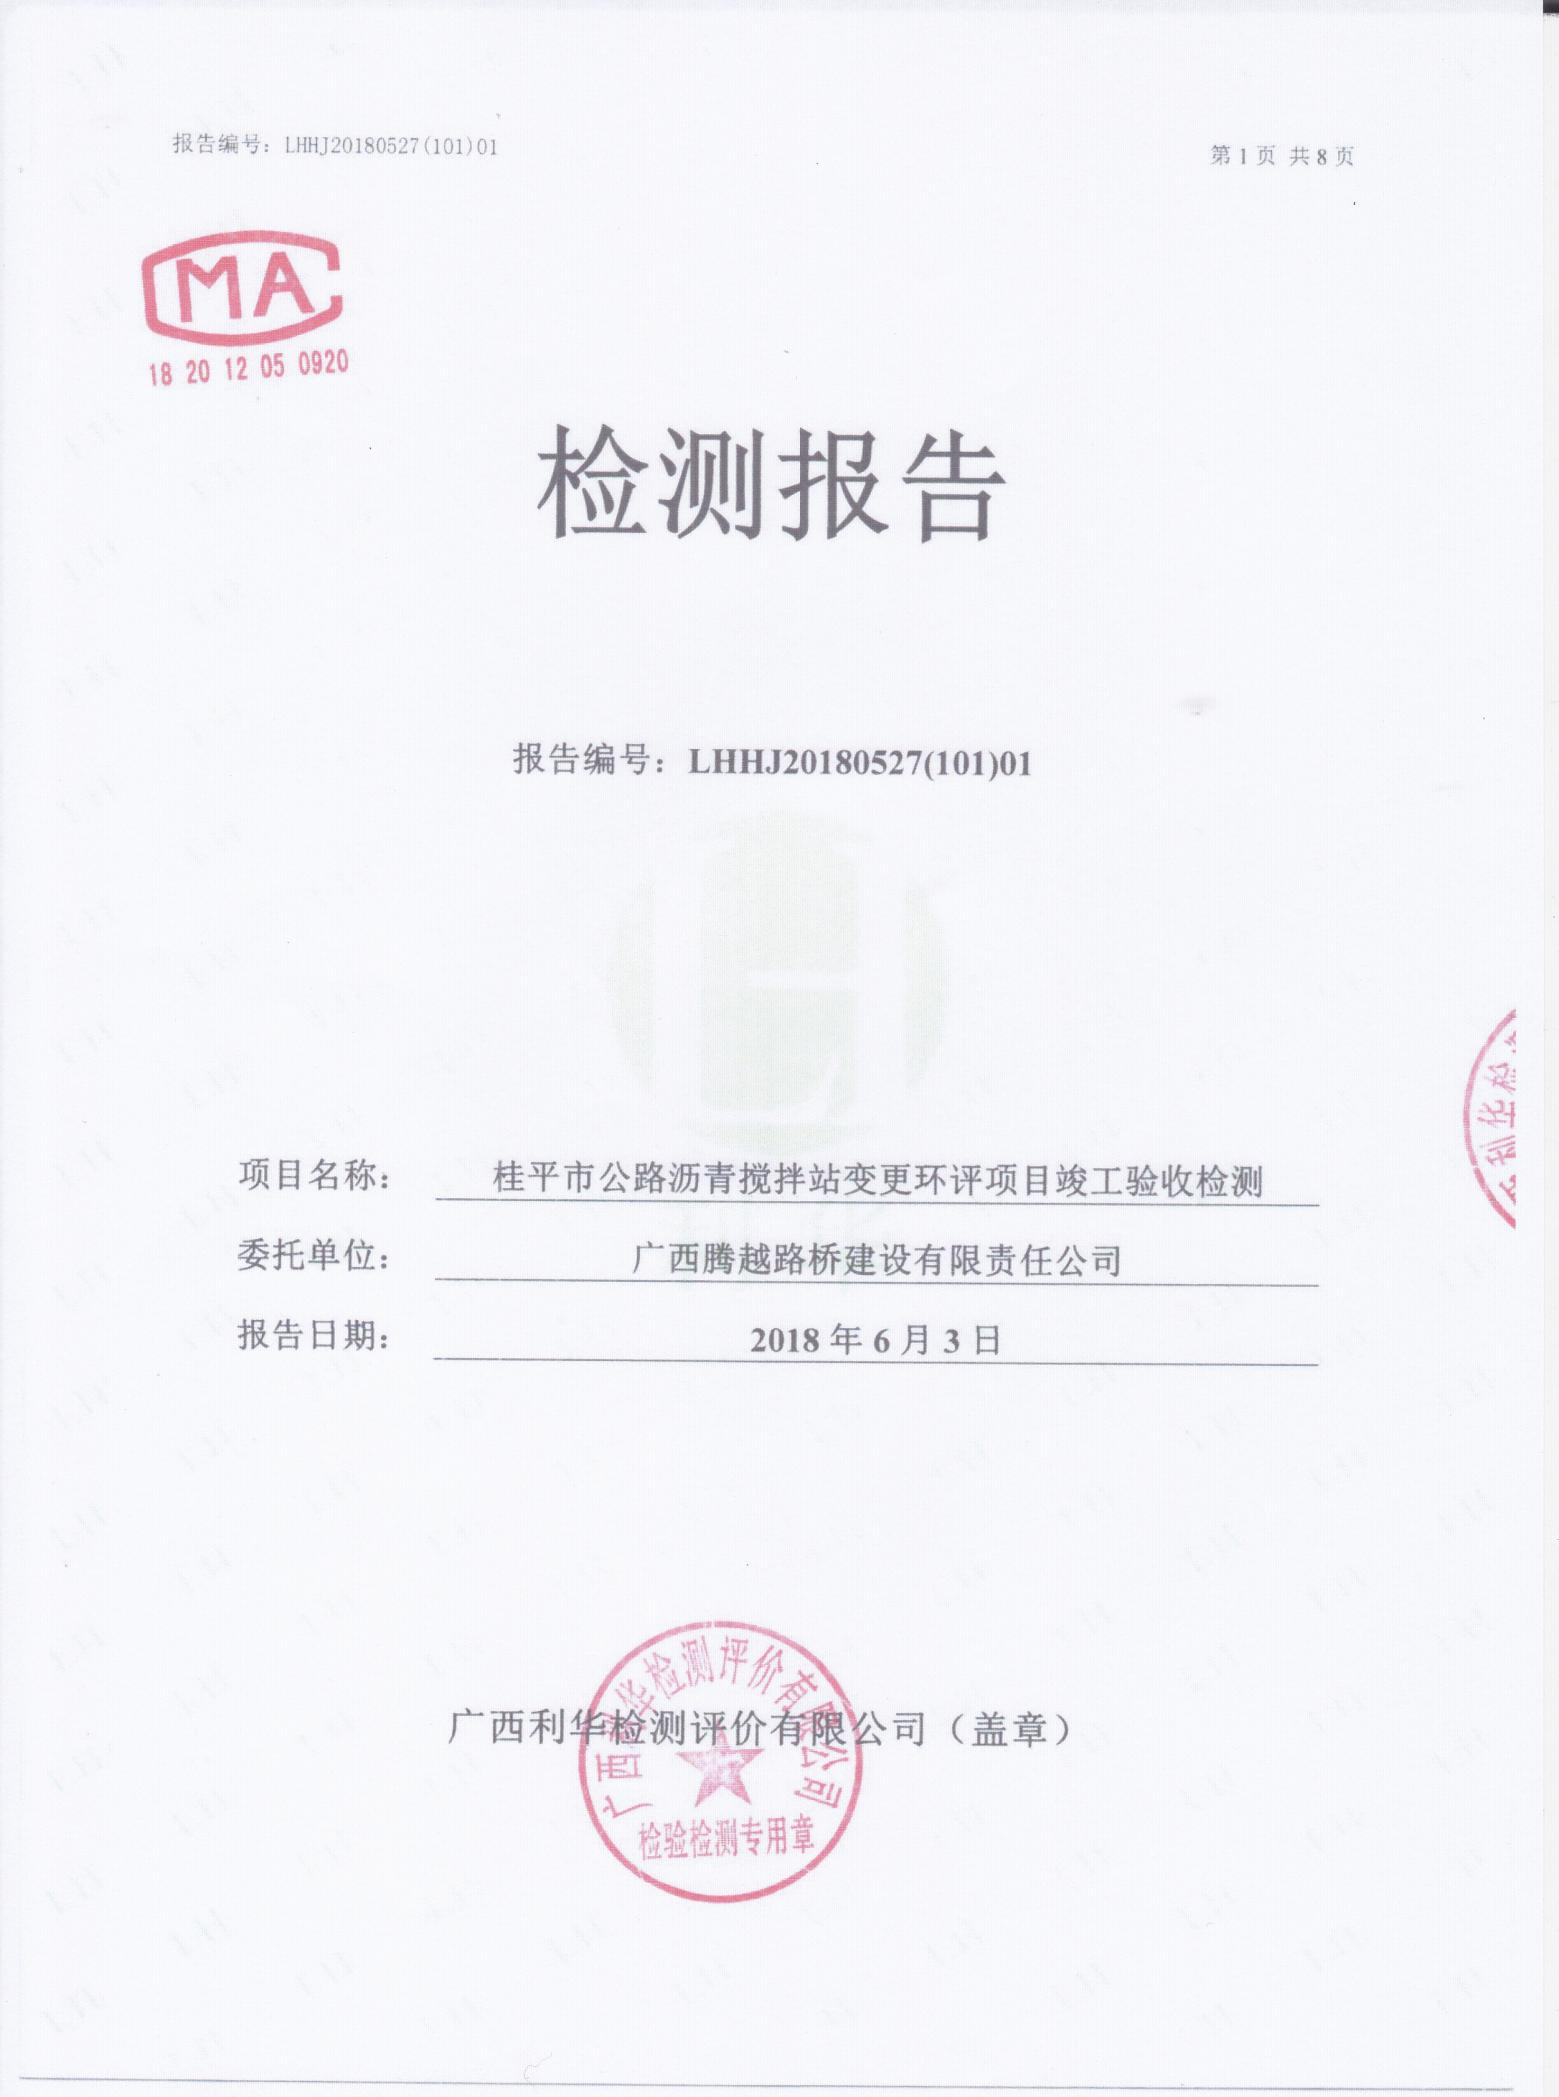 报告编号：LHHJ20180527(101)01
第 1 页 共 8 页
MA
18 20 12 05 0920
检测报告
报告编号：LHHJ20180527(101)01
项目名称： 桂平市公路沥青搅拌站变更环评项目竣工验收检测
委托单位： 广西腾越路桥建设有限责任公司
报告日期： 2018 年 6 月 3 日
利华检
广西利华检测评价有限公司（盖章）
广西利华检测评价有限公司
检验检测专用章